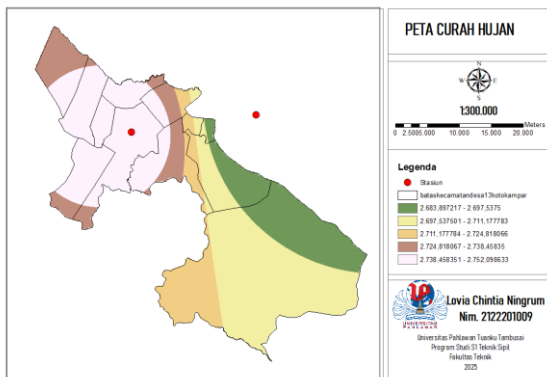 PETA CURAH HUJAN
N
W E
S
1:300.000
Meters
0 2.5005.000 10.000 15.000 20.000
Legenda
Stasiun
bataskecamatandesa13kotokampar
2.683,897217 - 2.697,5375
2.697,537501 - 2.711,177783
2.711,177784 - 2.724,818066
2.724,818067 - 2.738,45835
2.738,458351 - 2.752,098633
UNIVERSITAS
PAHLAWAN
Lovia Chintia Ningrum
Nim. 2122201009
Universitas Pahlawan Tuanku Tambusai
Program Studi S1 Teknik Sipil
Fakultas Teknik
2025